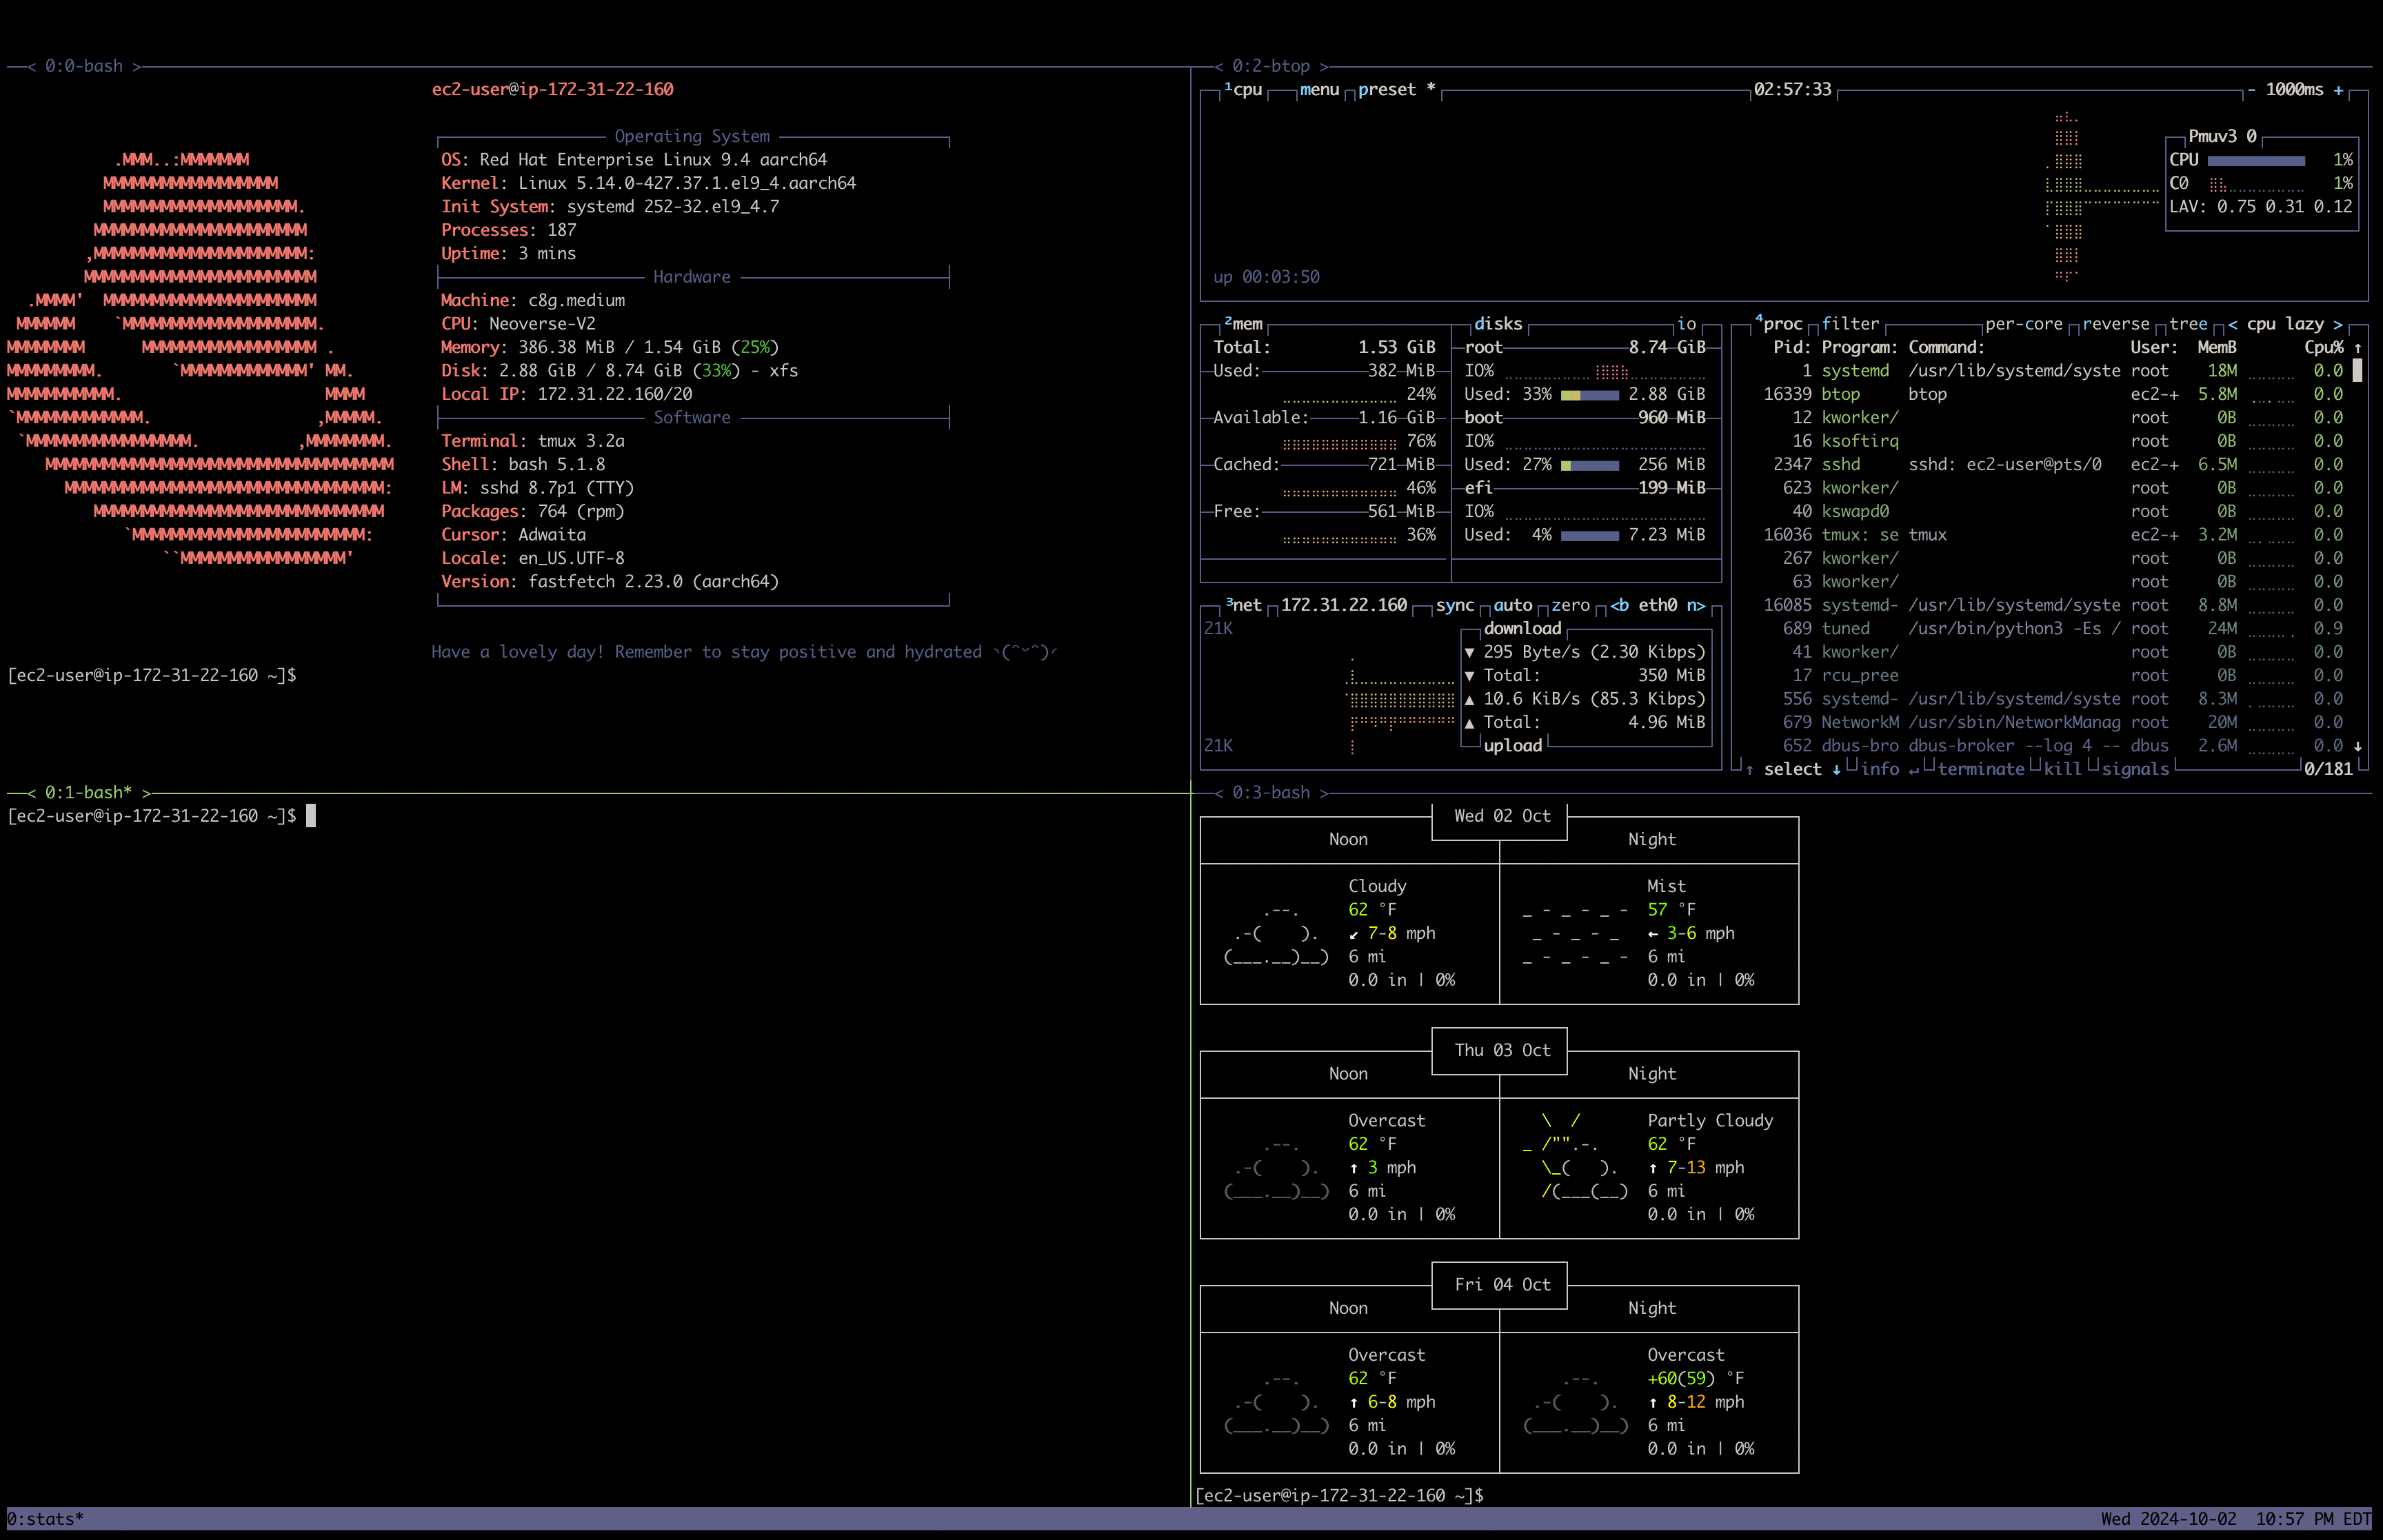 < 0:0-bash >
ec2-user@ip-172-31-22-160
Operating System
OS: Red Hat Enterprise Linux 9.4 aarch64
Kernel: Linux 5.14.0-427.37.1.el9_4.aarch64
Init System: systemd 252-32.el9_4.7
Processes: 187
Uptime: 3 mins
Hardware
Machine: c8g.medium
CPU: Neoverse-V2
Memory: 386.38 MiB / 1.54 GiB (25%)
Disk: 2.88 GiB / 8.74 GiB (33%) - xfs
Local IP: 172.31.22.160/20
Software
Terminal: tmux 3.2a
Shell: bash 5.1.8
LM: sshd 8.7p1 (TTY)
Packages: 764 (rpm)
Cursor: Adwaita
Locale: en_US.UTF-8
Version: fastfetch 2.23.0 (aarch64)
Have a lovely day! Remember to stay positive and hydrated
[ec2-user@ip-172-31-22-160 ~]$
< 0:1-bash* >
[ec2-user@ip-172-31-22-160 ~]$
< 0:2-btop >
¹cpu menu preset * 02:57:33 - 1000ms +
Pmuv3 0
CPU 1%
C0 1%
LAV: 0.75 0.31 0.12
up 00:03:50
²mem
Total: 1.53 GiB
Used: 382 MiB
24%
Available: 1.16 GiB
76%
Cached: 721 MiB
46%
Free: 561 MiB
36%
disks io
root 8.74 GiB
IO%
Used: 33% 2.88 GiB
boot 960 MiB
IO%
Used: 27% 256 MiB
efi 199 MiB
IO%
Used: 4% 7.23 MiB
³net 172.31.22.160 sync auto zero <b eth0 n>
21K
download
▼ 295 Byte/s (2.30 Kibps)
▼ Total: 350 MiB
▲ 10.6 KiB/s (85.3 Kibps)
▲ Total: 4.96 MiB
21K
upload
⁴proc filter per-core reverse tree < cpu lazy >
Pid: Program: Command: User: MemB Cpu% ↑
1 systemd /usr/lib/systemd/syste root 18M 0.0
16339 btop btop ec2-+ 5.8M 0.0
12 kworker/ root 0B 0.0
16 ksoftirq root 0B 0.0
2347 sshd sshd: ec2-user@pts/0 ec2-+ 6.5M 0.0
623 kworker/ root 0B 0.0
40 kswapd0 root 0B 0.0
16036 tmux: se tmux ec2-+ 3.2M 0.0
267 kworker/ root 0B 0.0
63 kworker/ root 0B 0.0
16085 systemd- /usr/lib/systemd/syste root 8.8M 0.0
689 tuned /usr/bin/python3 -Es / root 24M 0.9
41 kworker/ root 0B 0.0
17 rcu_pree root 0B 0.0
556 systemd- /usr/lib/systemd/syste root 8.3M 0.0
679 NetworkM /usr/sbin/NetworkManag root 20M 0.0
652 dbus-bro dbus-broker --log 4 -- dbus 2.6M 0.0 ↓
↑ select ↓ info ↵ terminate kill signals 0/181
< 0:3-bash >
Wed 02 Oct
Noon Night
Cloudy Mist
62 °F 57 °F
↙ 7-8 mph ← 3-6 mph
6 mi 6 mi
0.0 in | 0% 0.0 in | 0%
Thu 03 Oct
Noon Night
Overcast Partly Cloudy
62 °F 62 °F
↑ 3 mph ↑ 7-13 mph
6 mi 6 mi
0.0 in | 0% 0.0 in | 0%
Fri 04 Oct
Noon Night
Overcast Overcast
62 °F +60(59) °F
↑ 6-8 mph ↑ 8-12 mph
6 mi 6 mi
0.0 in | 0% 0.0 in | 0%
[ec2-user@ip-172-31-22-160 ~]$
0:stats* Wed 2024-10-02 10:57 PM EDT